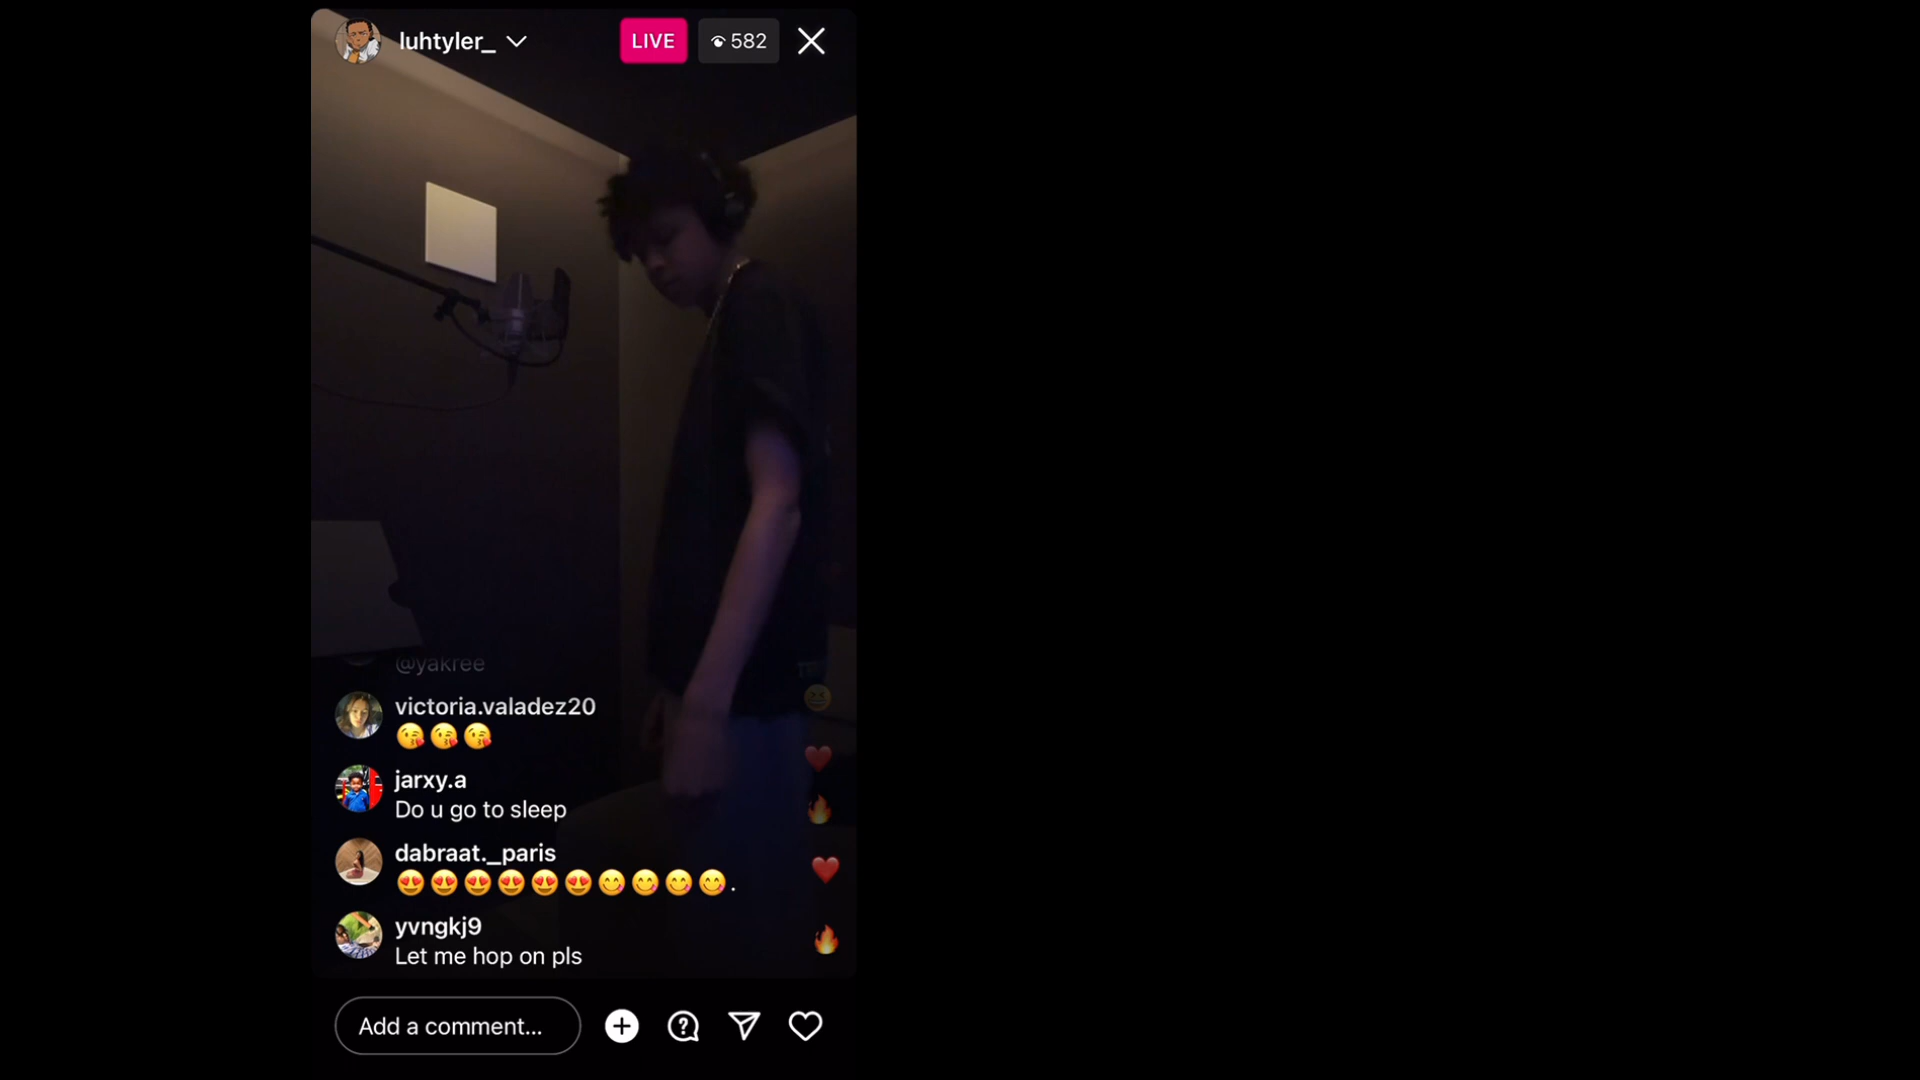 luhtyler_
LIVE
582
@yakree
victoria.valadez20
😘😘😘
jarxy.a
Do u go to sleep
dabraat._paris
😍😍😍😍😍😍😋😋😋😋.
yvngkj9
Let me hop on pls
Add a comment...